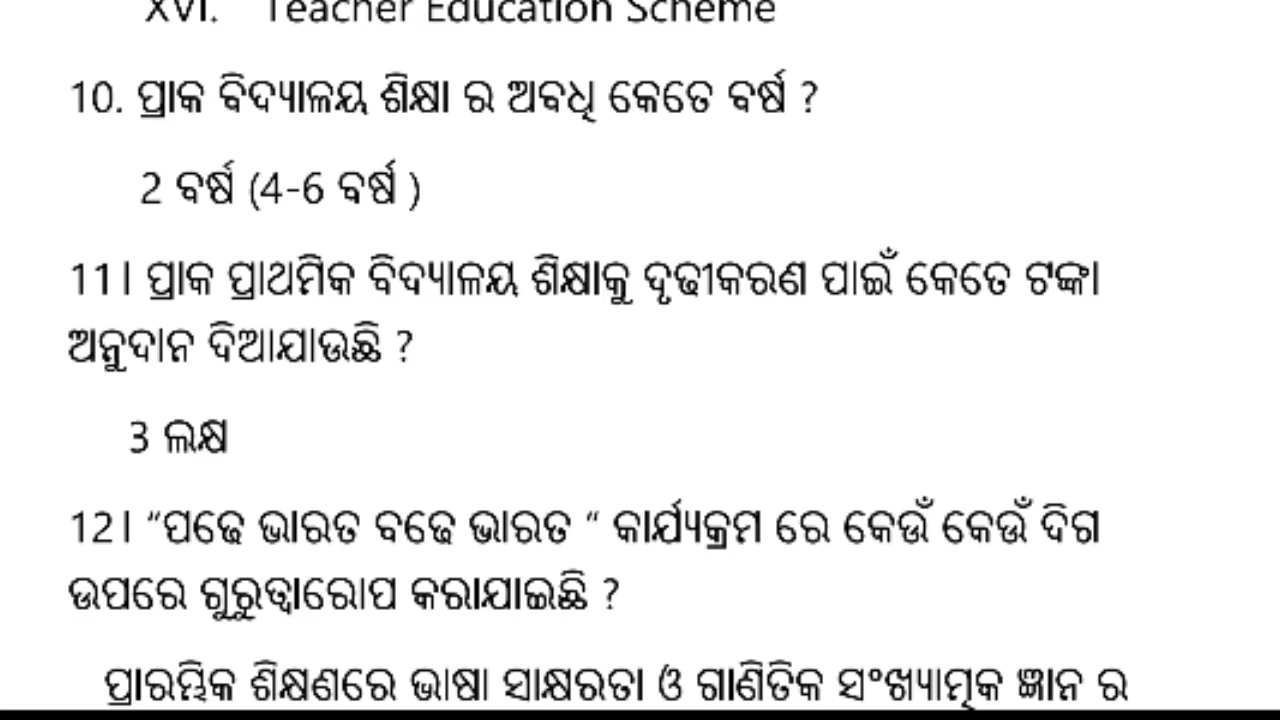 XVI. Teacher Education Scheme
10. ପ୍ରାକ ଵିଦ୍ୟାଳୟ ଶିକ୍ଷା ର ଅବଧି କେତେ ବର୍ଷ ?
2 ବର୍ଷ (4-6 ବର୍ଷ )
11। ପ୍ରାକ ପ୍ରାଥମିକ ବିଦ୍ୟାଳୟ ଶିକ୍ଷାକୁ ଦୃଢୀକରଣ ପାଇଁ କେତେ ଟଙ୍କା
ଅନୁଦାନ ଦିଆଯାଉଛି ?
3 ଲକ୍ଷ
12। “ପଢେ ଭାରତ ବଢେ ଭାରତ “ କାର୍ଯ୍ୟକ୍ରମ ରେ କେଉଁ କେଉଁ ଦିଗ
ଉପରେ ଗୁରୁତ୍ୱାରୋପ କରାଯାଇଛି ?
ପ୍ରାରମ୍ଭିକ ଶିକ୍ଷଣରେ ଭାଷା ସାକ୍ଷରତା ଓ ଗାଣିତିକ ସଂଖ୍ୟାତ୍ମକ ଜ୍ଞାନ ର